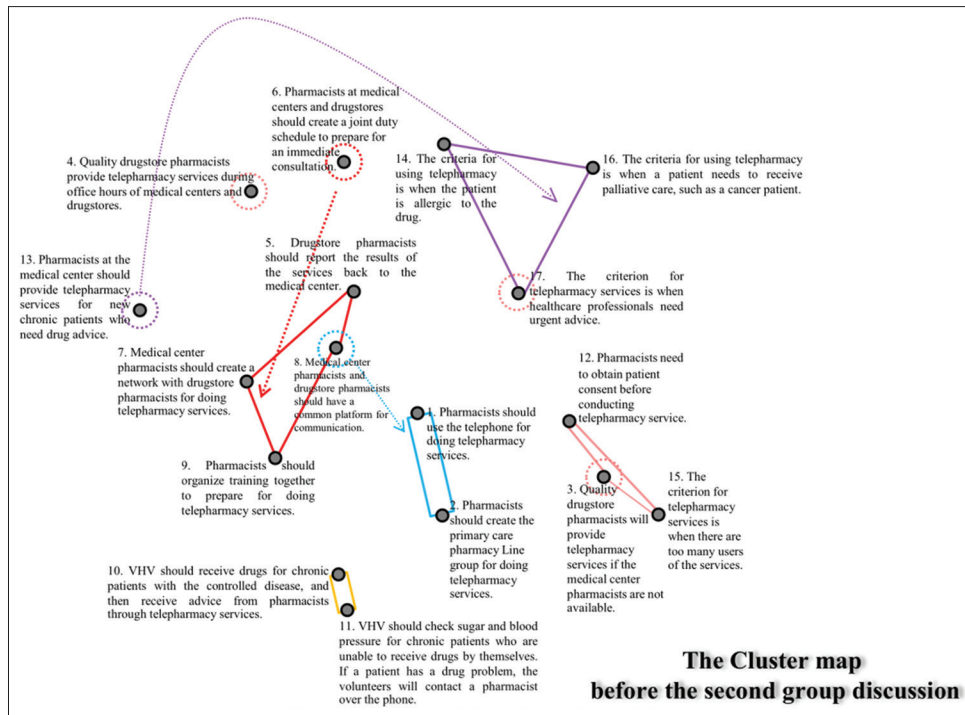 6. Pharmacists at medical
centers and drugstores
should create a joint duty
schedule to prepare for
an immediate
consultation.
4. Quality drugstore pharmacists
provide telepharmacy services during
office hours of medical centers and
drugstores.
14. The criteria for
using telepharmacy
is when the patient
is allergic to the
drug.
16. The criteria for using telepharmacy
is when a patient needs to receive
palliative care, such as a cancer patient.
13. Pharmacists at the
medical center should
provide telepharmacy
services for new
chronic patients who
need drug advice.
5. Drugstore pharmacists
should report the results of
the services back to the
medical center.
17. The criterion for
telepharmacy services is when
healthcare professionals need
urgent advice.
7. Medical center
pharmacists should create a
network with drugstore
pharmacists for doing
telepharmacy services.
8. Medical center
pharmacists and
drugstore pharmacists
should have a
common platform for
communication.
12. Pharmacists need
to obtain patient
consent before
conducting
telepharmacy service.
1. Pharmacists should
use the telephone for
doing telepharmacy
services.
9. Pharmacists should
organize training together
to prepare for doing
telepharmacy services.
2. Pharmacists
should create the
primary care
pharmacy Line
group for doing
telepharmacy
services.
3. Quality
drugstore
pharmacists will
provide
telepharmacy
services if the
medical center
pharmacists are not
available.
15. The
criterion for
telepharmacy
services is
when there are
too many users
of the services.
10. VHV should receive drugs for chronic
patients with the controlled disease, and
then receive advice from pharmacists
through telepharmacy services.
11. VHV should check sugar and blood
pressure for chronic patients who are
unable to receive drugs by themselves.
If a patient has a drug problem, the
volunteers will contact a pharmacist
over the phone.
The Cluster map
before the second group discussion